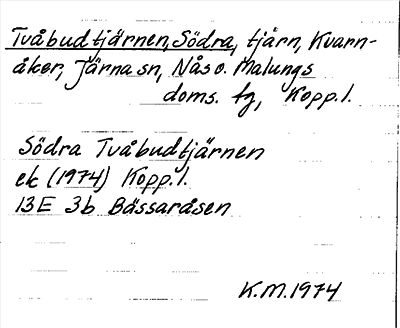 Tvåbudtjärnen, Södra, tjärn, Kvarn-
åker, Järna sn, Nås o. Malungs
doms. tg, Kopp. l.
Södra Tvåbudtjärnen
ek (1974) Kopp. l.
13E 3b Bässaråsen
K.M. 1974